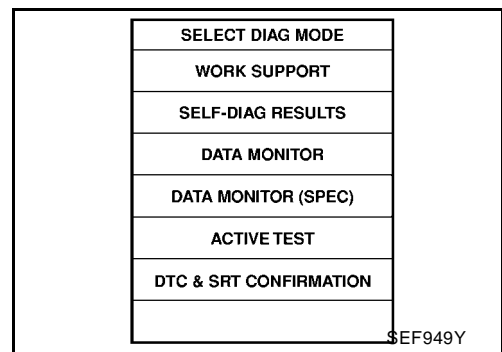 SELECT DIAG MODE
WORK SUPPORT
SELF-DIAG RESULTS
DATA MONITOR
DATA MONITOR (SPEC)
ACTIVE TEST
DTC & SRT CONFIRMATION
SEF949Y